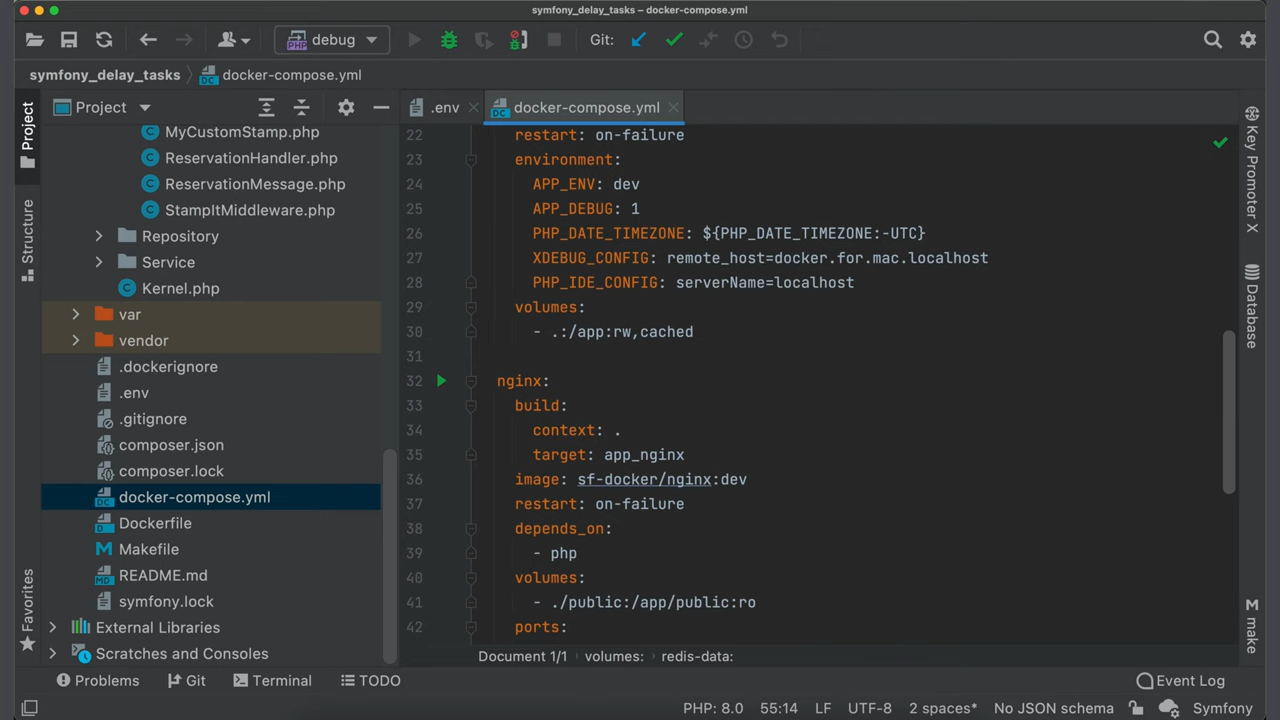 symfony_delay_tasks – docker-compose.yml
debug
Git:
symfony_delay_tasks
docker-compose.yml
Project
.env
docker-compose.yml
Project
Structure
Favorites
MyCustomStamp.php
ReservationHandler.php
ReservationMessage.php
StampItMiddleware.php
Repository
Service
Kernel.php
var
vendor
.dockerignore
.env
.gitignore
composer.json
composer.lock
docker-compose.yml
Dockerfile
Makefile
README.md
symfony.lock
External Libraries
Scratches and Consoles
22 restart: on-failure
23 environment:
24 APP_ENV: dev
25 APP_DEBUG: 1
26 PHP_DATE_TIMEZONE: ${PHP_DATE_TIMEZONE:-UTC}
27 XDEBUG_CONFIG: remote_host=docker.for.mac.localhost
28 PHP_IDE_CONFIG: serverName=localhost
29 volumes:
30 - .:/app:rw,cached
31
32 nginx:
33 build:
34 context: .
35 target: app_nginx
36 image: sf-docker/nginx:dev
37 restart: on-failure
38 depends_on:
39 - php
40 volumes:
41 - ./public:/app/public:ro
42 ports:
Document 1/1 volumes: redis-data:
Key Promoter X
Database
make
Problems
Git
Terminal
TODO
Event Log
PHP: 8.0 55:14 LF UTF-8 2 spaces* No JSON schema Symfony